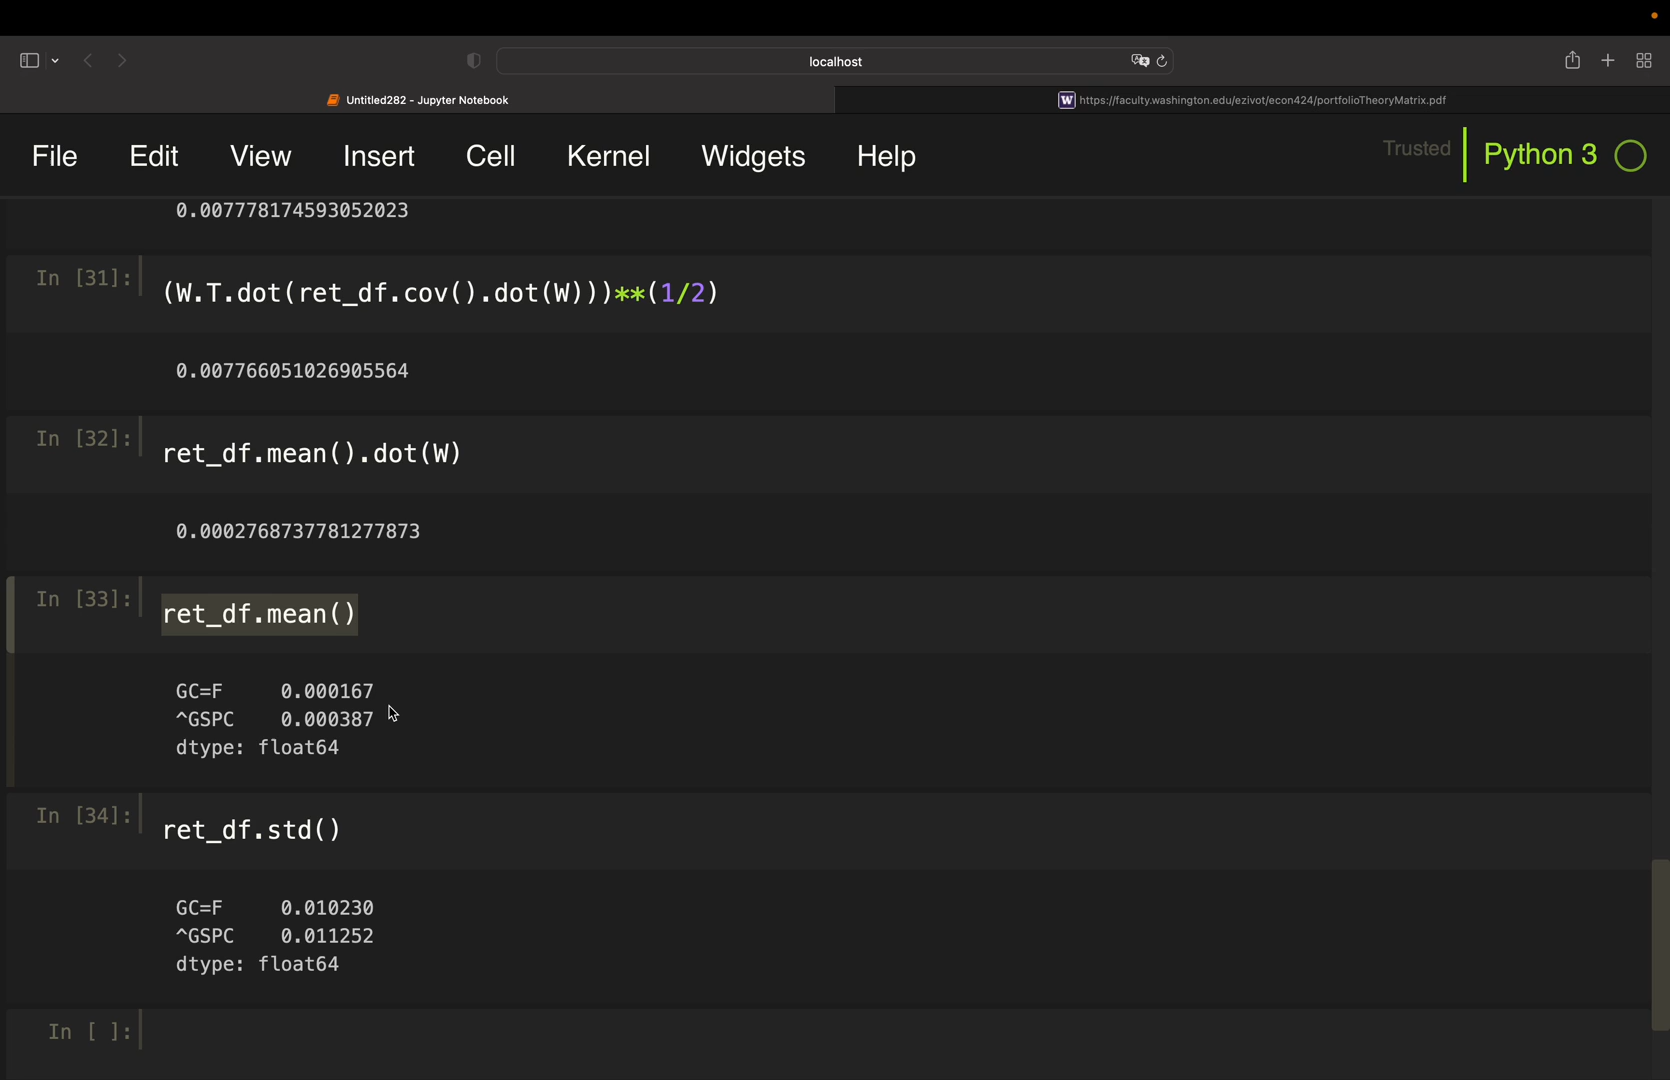 localhost
Untitled282 - Jupyter Notebook
W https://faculty.washington.edu/ezivot/econ424/portfolioTheoryMatrix.pdf
File Edit View Insert Cell Kernel Widgets Help Trusted Python 3
0.007778174593052023
In [31]: (W.T.dot(ret_df.cov().dot(W)))**(1/2)
0.007766051026905564
In [32]: ret_df.mean().dot(W)
0.0002768737781277873
In [33]: ret_df.mean()
GC=F 0.000167
^GSPC 0.000387
dtype: float64
In [34]: ret_df.std()
GC=F 0.010230
^GSPC 0.011252
dtype: float64
In [ ]: